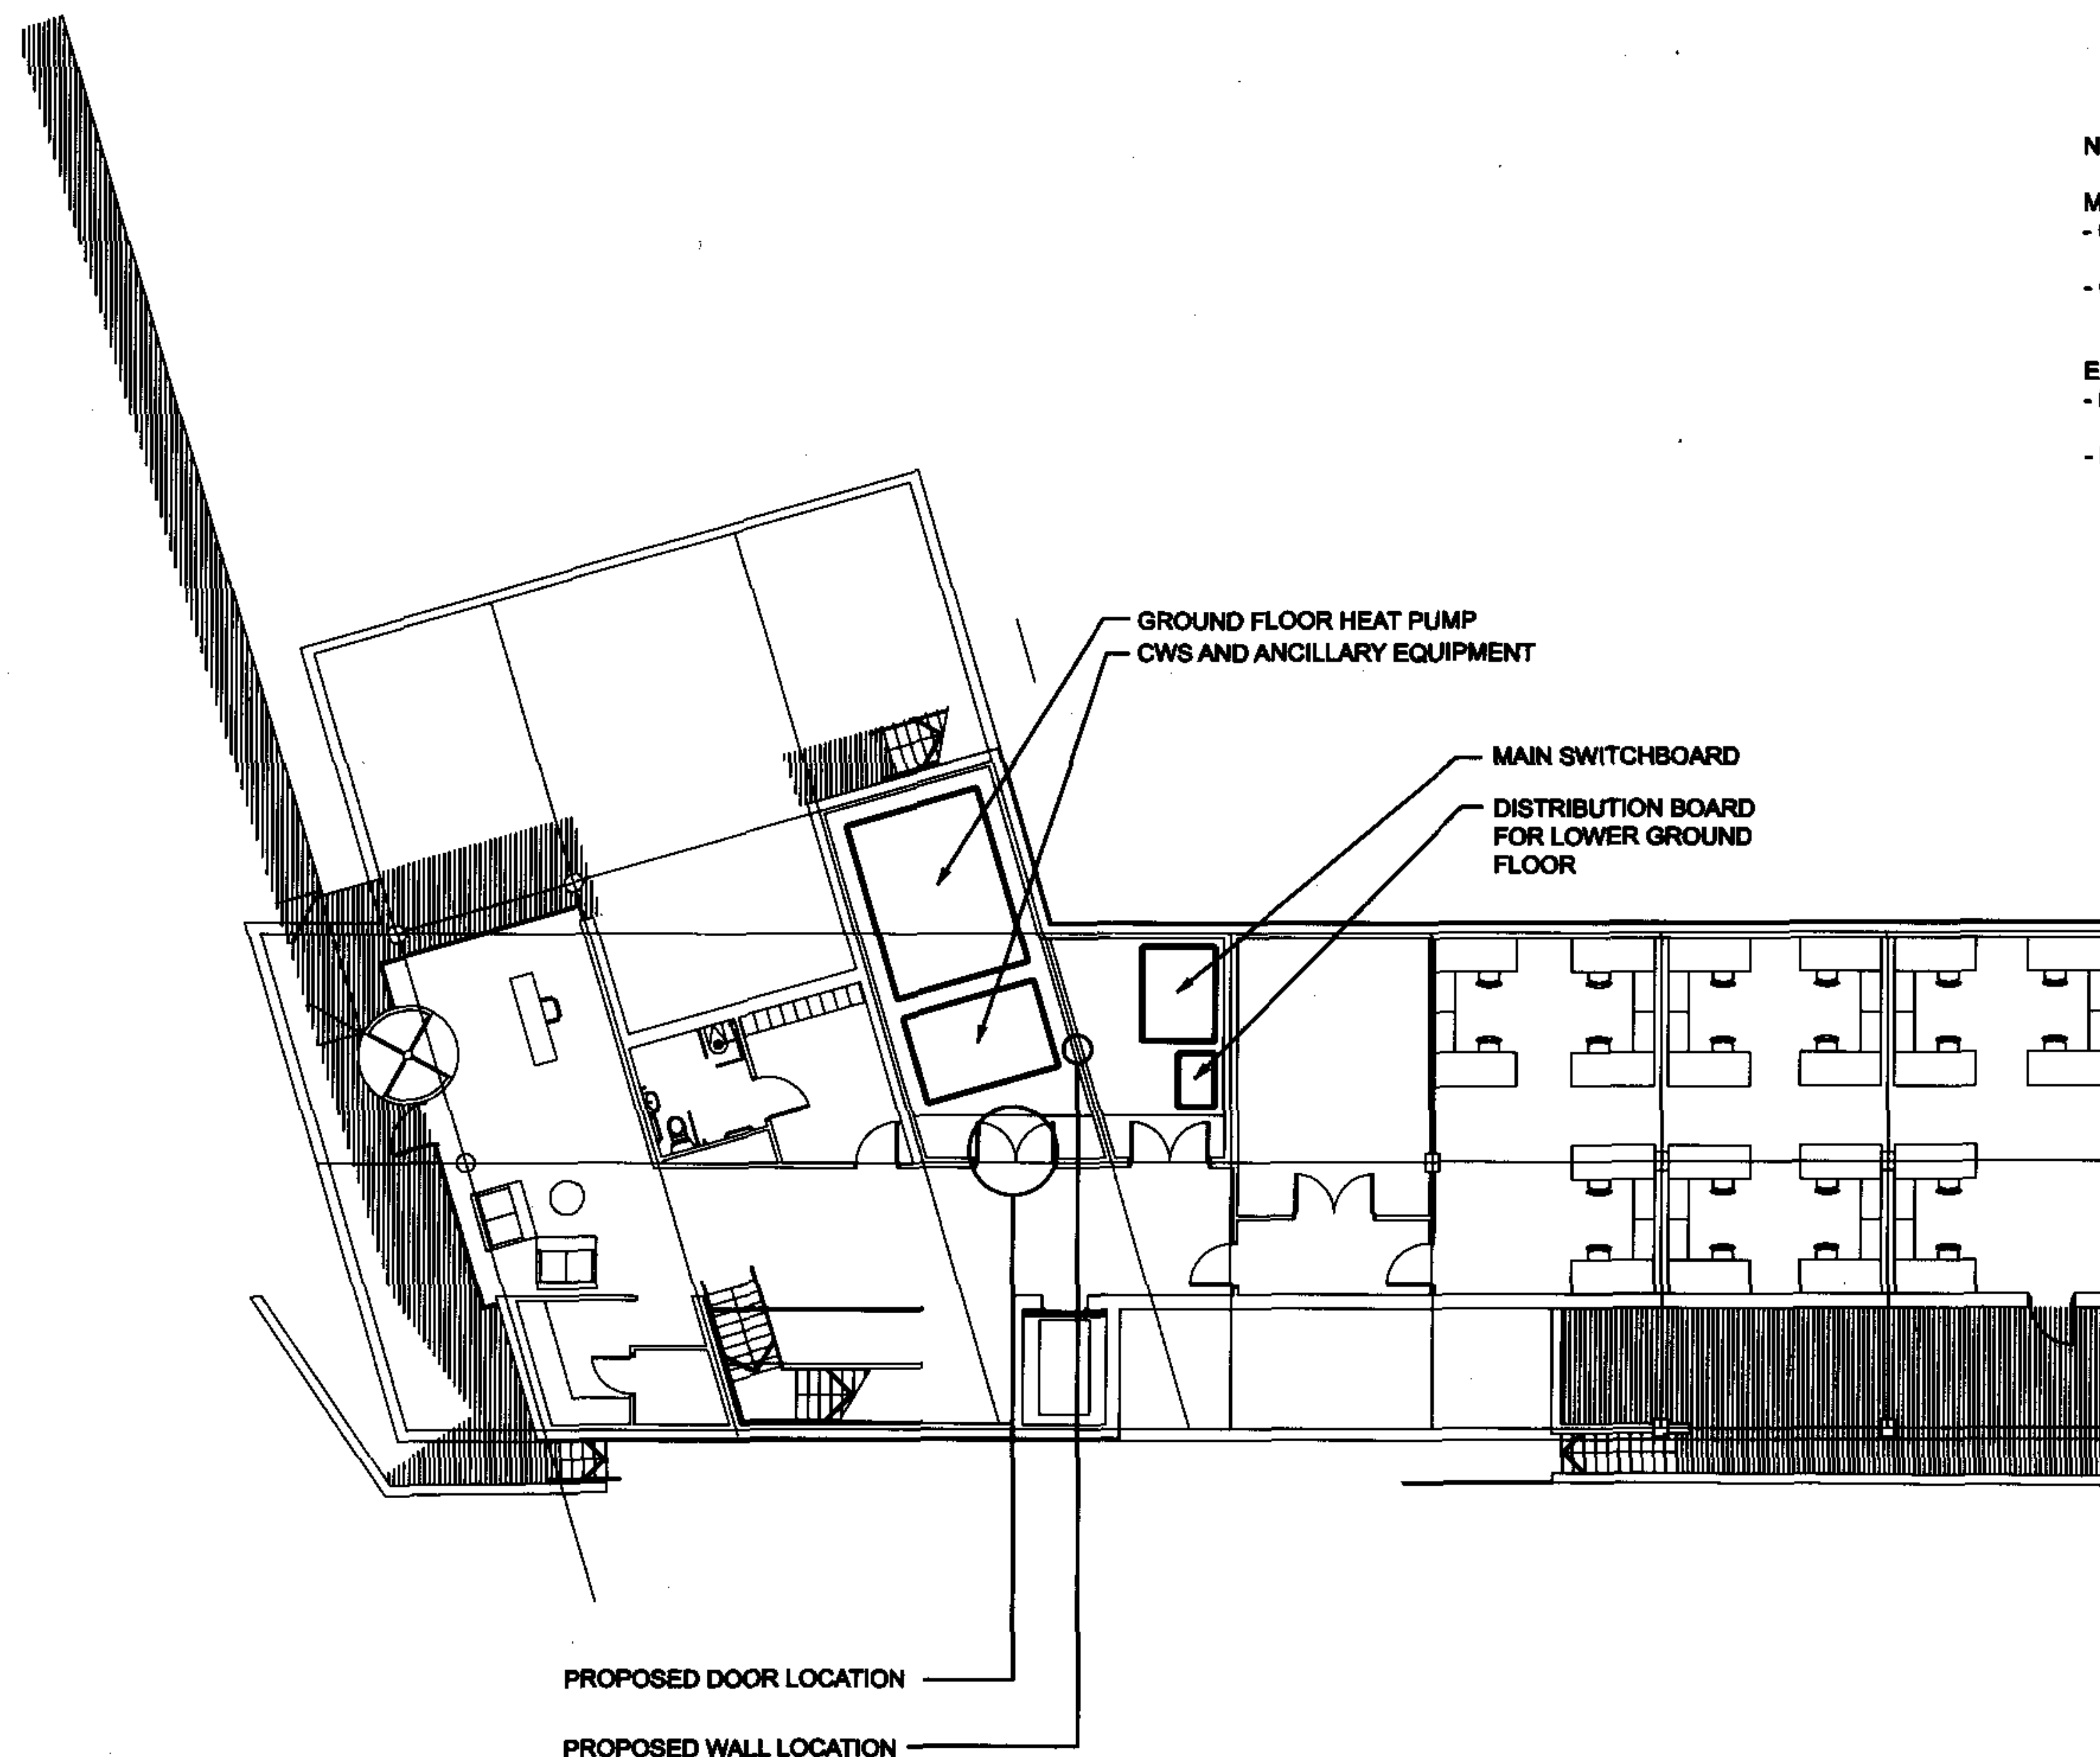 GROUND FLOOR HEAT PUMP
CWS AND ANCILLARY EQUIPMENT
MAIN SWITCHBOARD
DISTRIBUTION BOARD
FOR LOWER GROUND
FLOOR
PROPOSED DOOR LOCATION
PROPOSED WALL LOCATION